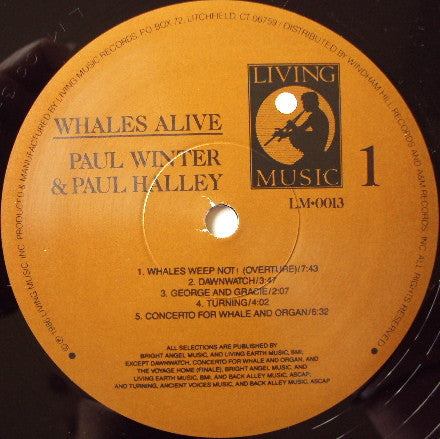 PRODUCED & MANUFACTURED BY LIVING MUSIC RECORDS, PO BOX 72, LITCHFIELD, CT 06759 / DISTRIBUTED BY WINDHAM HILL RECORDS AND A&M RECORDS, INC. ALL RIGHTS RESERVED
WHALES ALIVE
PAUL WINTER
& PAUL HALLEY
LIVING
MUSIC
LM•0013
1
1. WHALES WEEP NOT! (OVERTURE)/7:43
2. DAWNWATCH/3:47
3. GEORGE AND GRACIE/2:07
4. TURNING/4:02
5. CONCERTO FOR WHALE AND ORGAN/6:32
ALL SELECTIONS ARE PUBLISHED BY
BRIGHT ANGEL MUSIC, AND LIVING EARTH MUSIC, BMI,
EXCEPT DAWNWATCH, CONCERTO FOR WHALE AND ORGAN, AND
THE VOYAGE HOME (FINALE), BRIGHT ANGEL MUSIC, AND
LIVING EARTH MUSIC, BMI, AND BACK ALLEY MUSIC, ASCAP;
AND TURNING, ANCIENT VOICES MUSIC, AND BACK ALLEY MUSIC, ASCAP
LIVING MUSIC, INC.